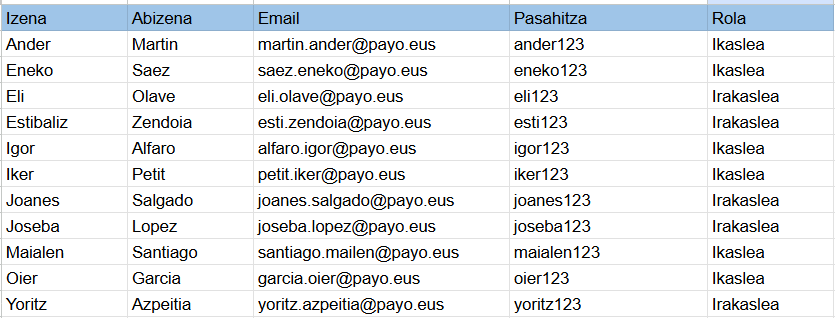 Izena Abizena Email Pasahitza Rola
Ander Martin martin.ander@payo.eus ander123 Ikaslea
Eneko Saez saez.eneko@payo.eus eneko123 Ikaslea
Eli Olave eli.olave@payo.eus eli123 Irakaslea
Estibaliz Zendoia esti.zendoia@payo.eus esti123 Irakaslea
Igor Alfaro alfaro.igor@payo.eus igor123 Ikaslea
Iker Petit petit.iker@payo.eus iker123 Ikaslea
Joanes Salgado joanes.salgado@payo.eus joanes123 Irakaslea
Joseba Lopez joseba.lopez@payo.eus joseba123 Irakaslea
Maialen Santiago santiago.mailen@payo.eus maialen123 Ikaslea
Oier Garcia garcia.oier@payo.eus oier123 Ikaslea
Yoritz Azpeitia yoritz.azpeitia@payo.eus yoritz123 Irakaslea